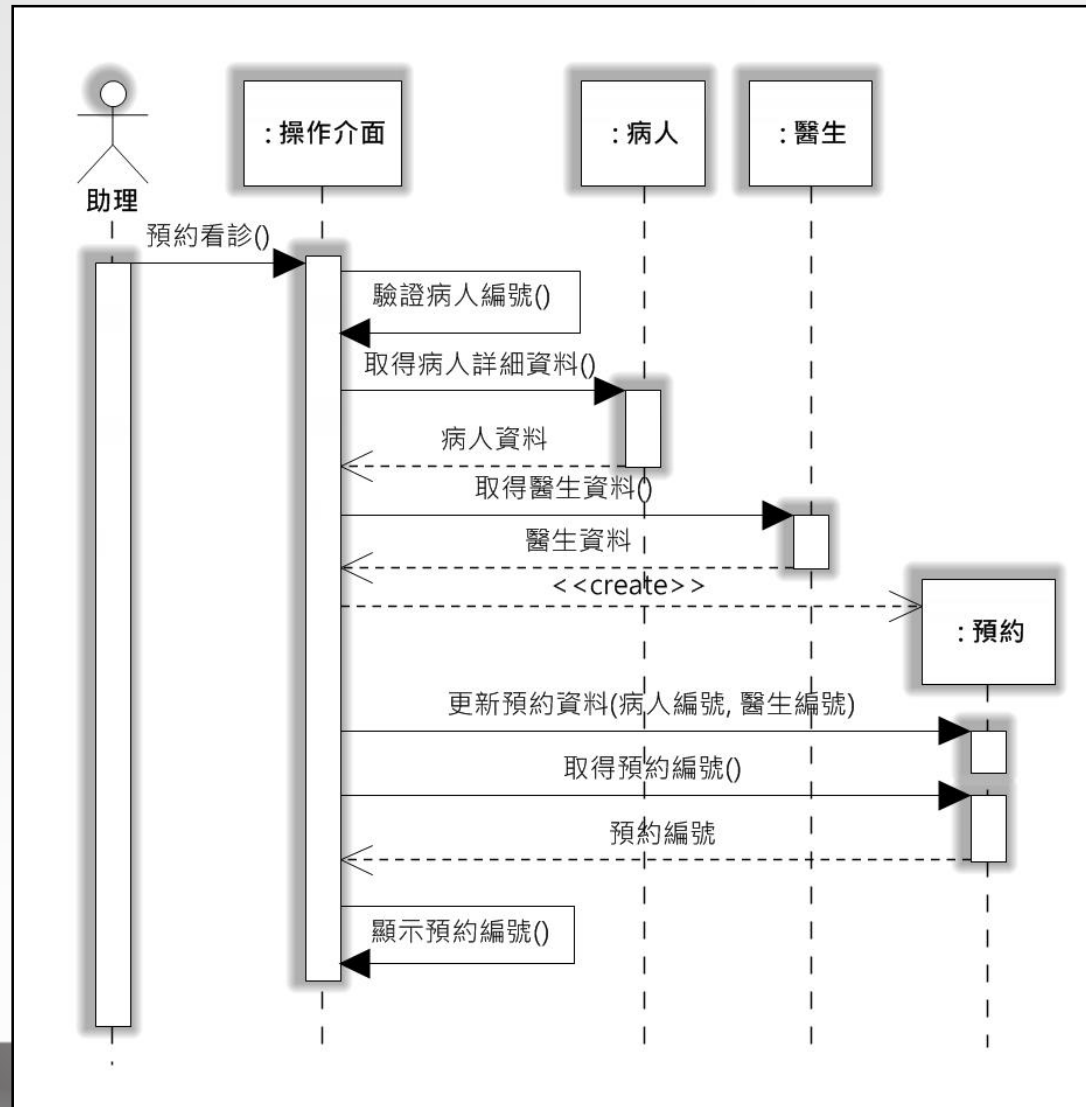 : 操作介面
: 病人
: 醫生
助理
預約看診()
驗證病人編號()
取得病人詳細資料()
病人資料
取得醫生資料()
醫生資料
<<create>>
: 預約
更新預約資料(病人編號, 醫生編號)
取得預約編號()
預約編號
顯示預約編號()